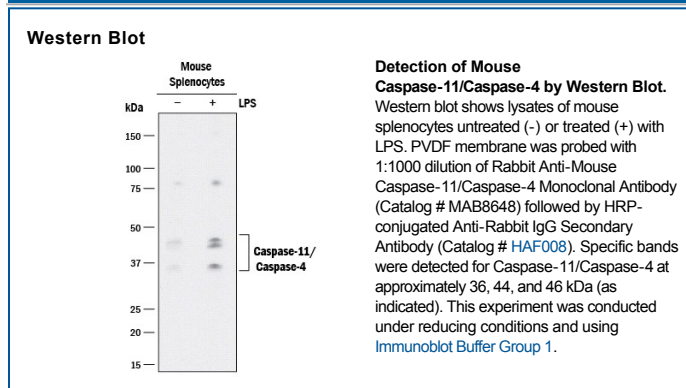 Western Blot
Mouse
Splenocytes
kDa
– + LPS
150
100
75
50
37
25
20
15
Caspase-11/
Caspase-4
Detection of Mouse
Caspase-11/Caspase-4 by Western Blot.
Western blot shows lysates of mouse
splenocytes untreated (-) or treated (+) with
LPS. PVDF membrane was probed with
1:1000 dilution of Rabbit Anti-Mouse
Caspase-11/Caspase-4 Monoclonal Antibody
(Catalog # MAB8648) followed by HRP-
conjugated Anti-Rabbit IgG Secondary
Antibody (Catalog # HAF008). Specific bands
were detected for Caspase-11/Caspase-4 at
approximately 36, 44, and 46 kDa (as
indicated). This experiment was conducted
under reducing conditions and using
Immunoblot Buffer Group 1.